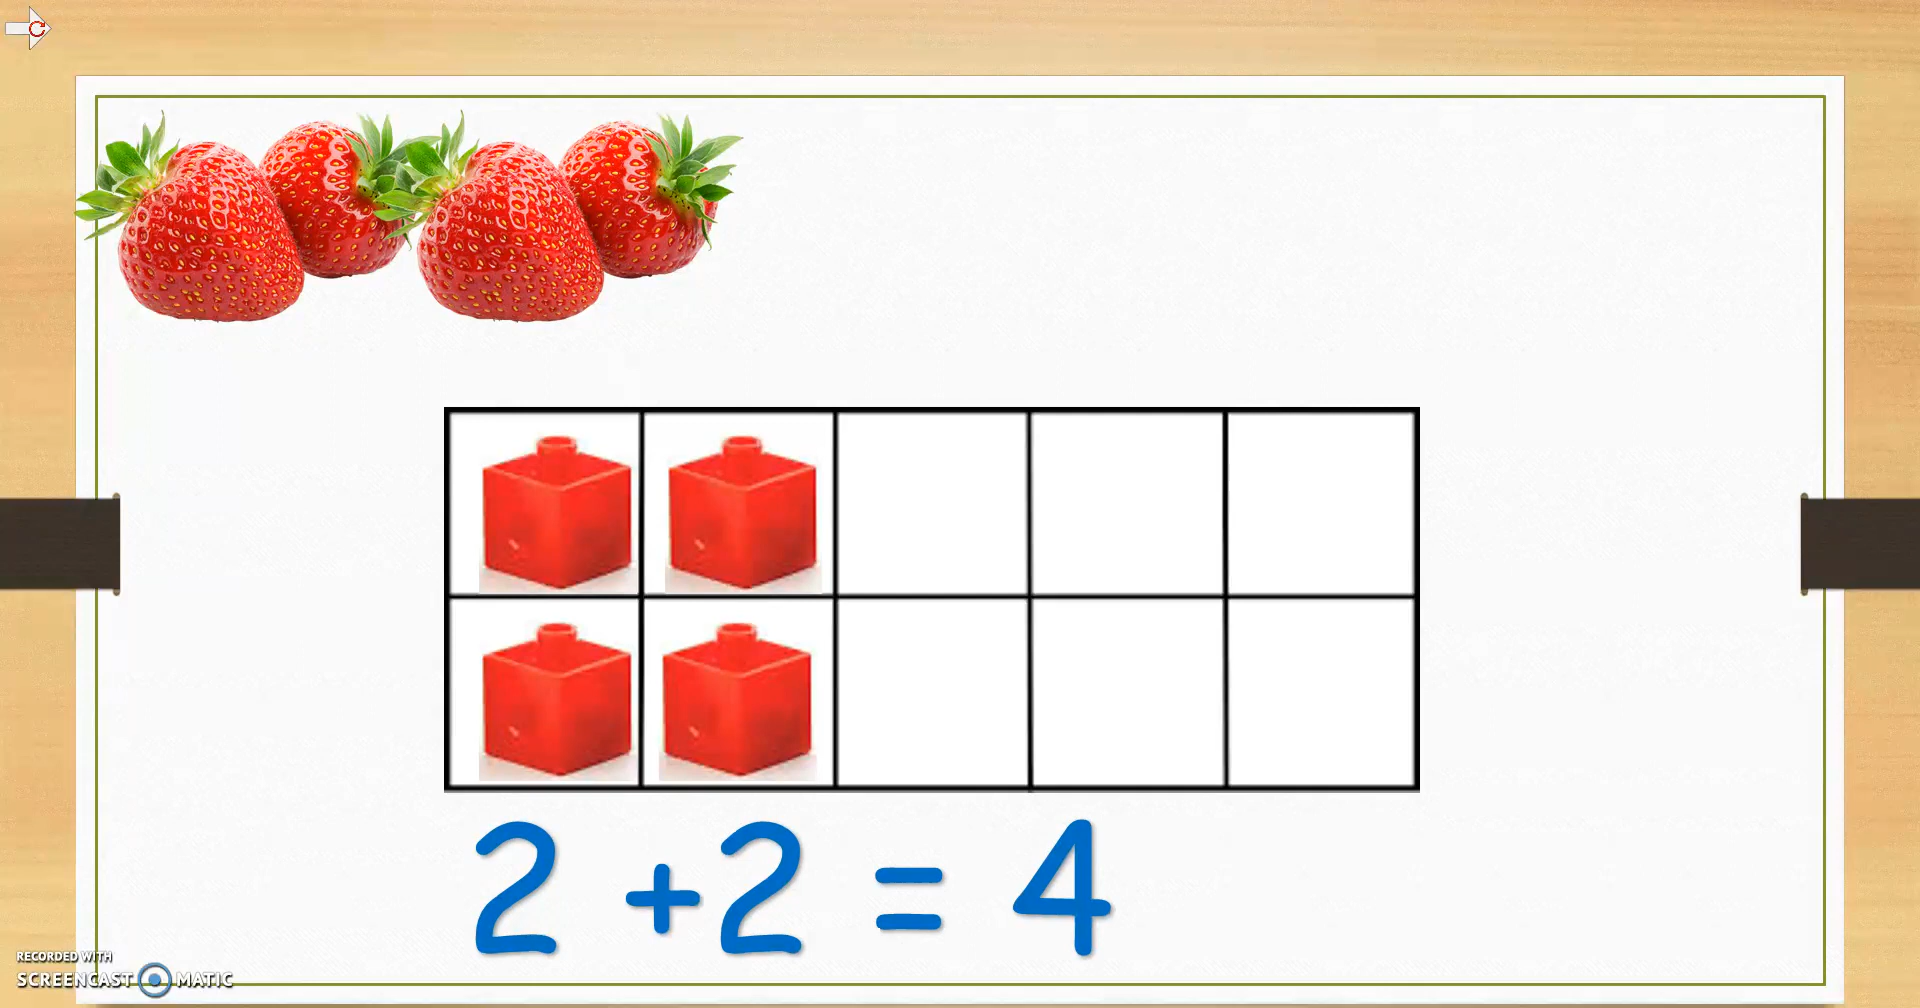 2 + 2 = 4
RECORDED WITH
SCREENCAST MATIC